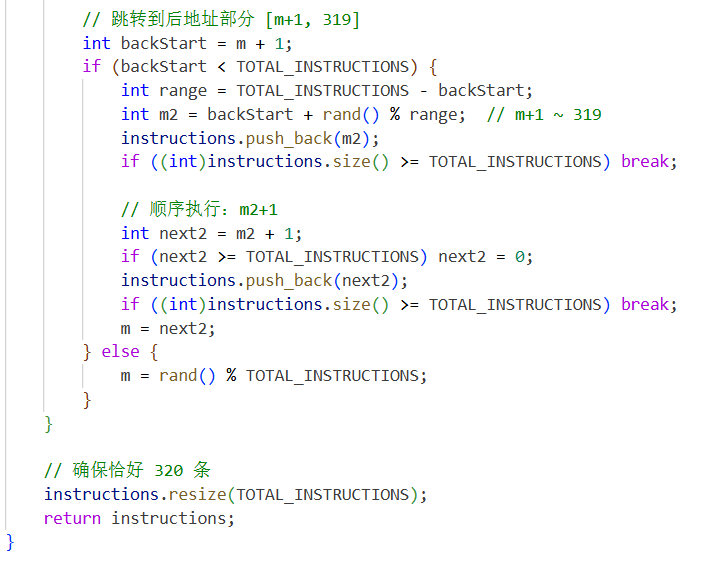 // 跳转到后地址部分 [m+1, 319]
int backStart = m + 1;
if (backStart < TOTAL_INSTRUCTIONS) {
int range = TOTAL_INSTRUCTIONS - backStart;
int m2 = backStart + rand() % range;  // m+1 ~ 319
instructions.push_back(m2);
if ((int)instructions.size() >= TOTAL_INSTRUCTIONS) break;
// 顺序执行：m2+1
int next2 = m2 + 1;
if (next2 >= TOTAL_INSTRUCTIONS) next2 = 0;
instructions.push_back(next2);
if ((int)instructions.size() >= TOTAL_INSTRUCTIONS) break;
m = next2;
} else {
m = rand() % TOTAL_INSTRUCTIONS;
}
}
// 确保恰好 320 条
instructions.resize(TOTAL_INSTRUCTIONS);
return instructions;
}